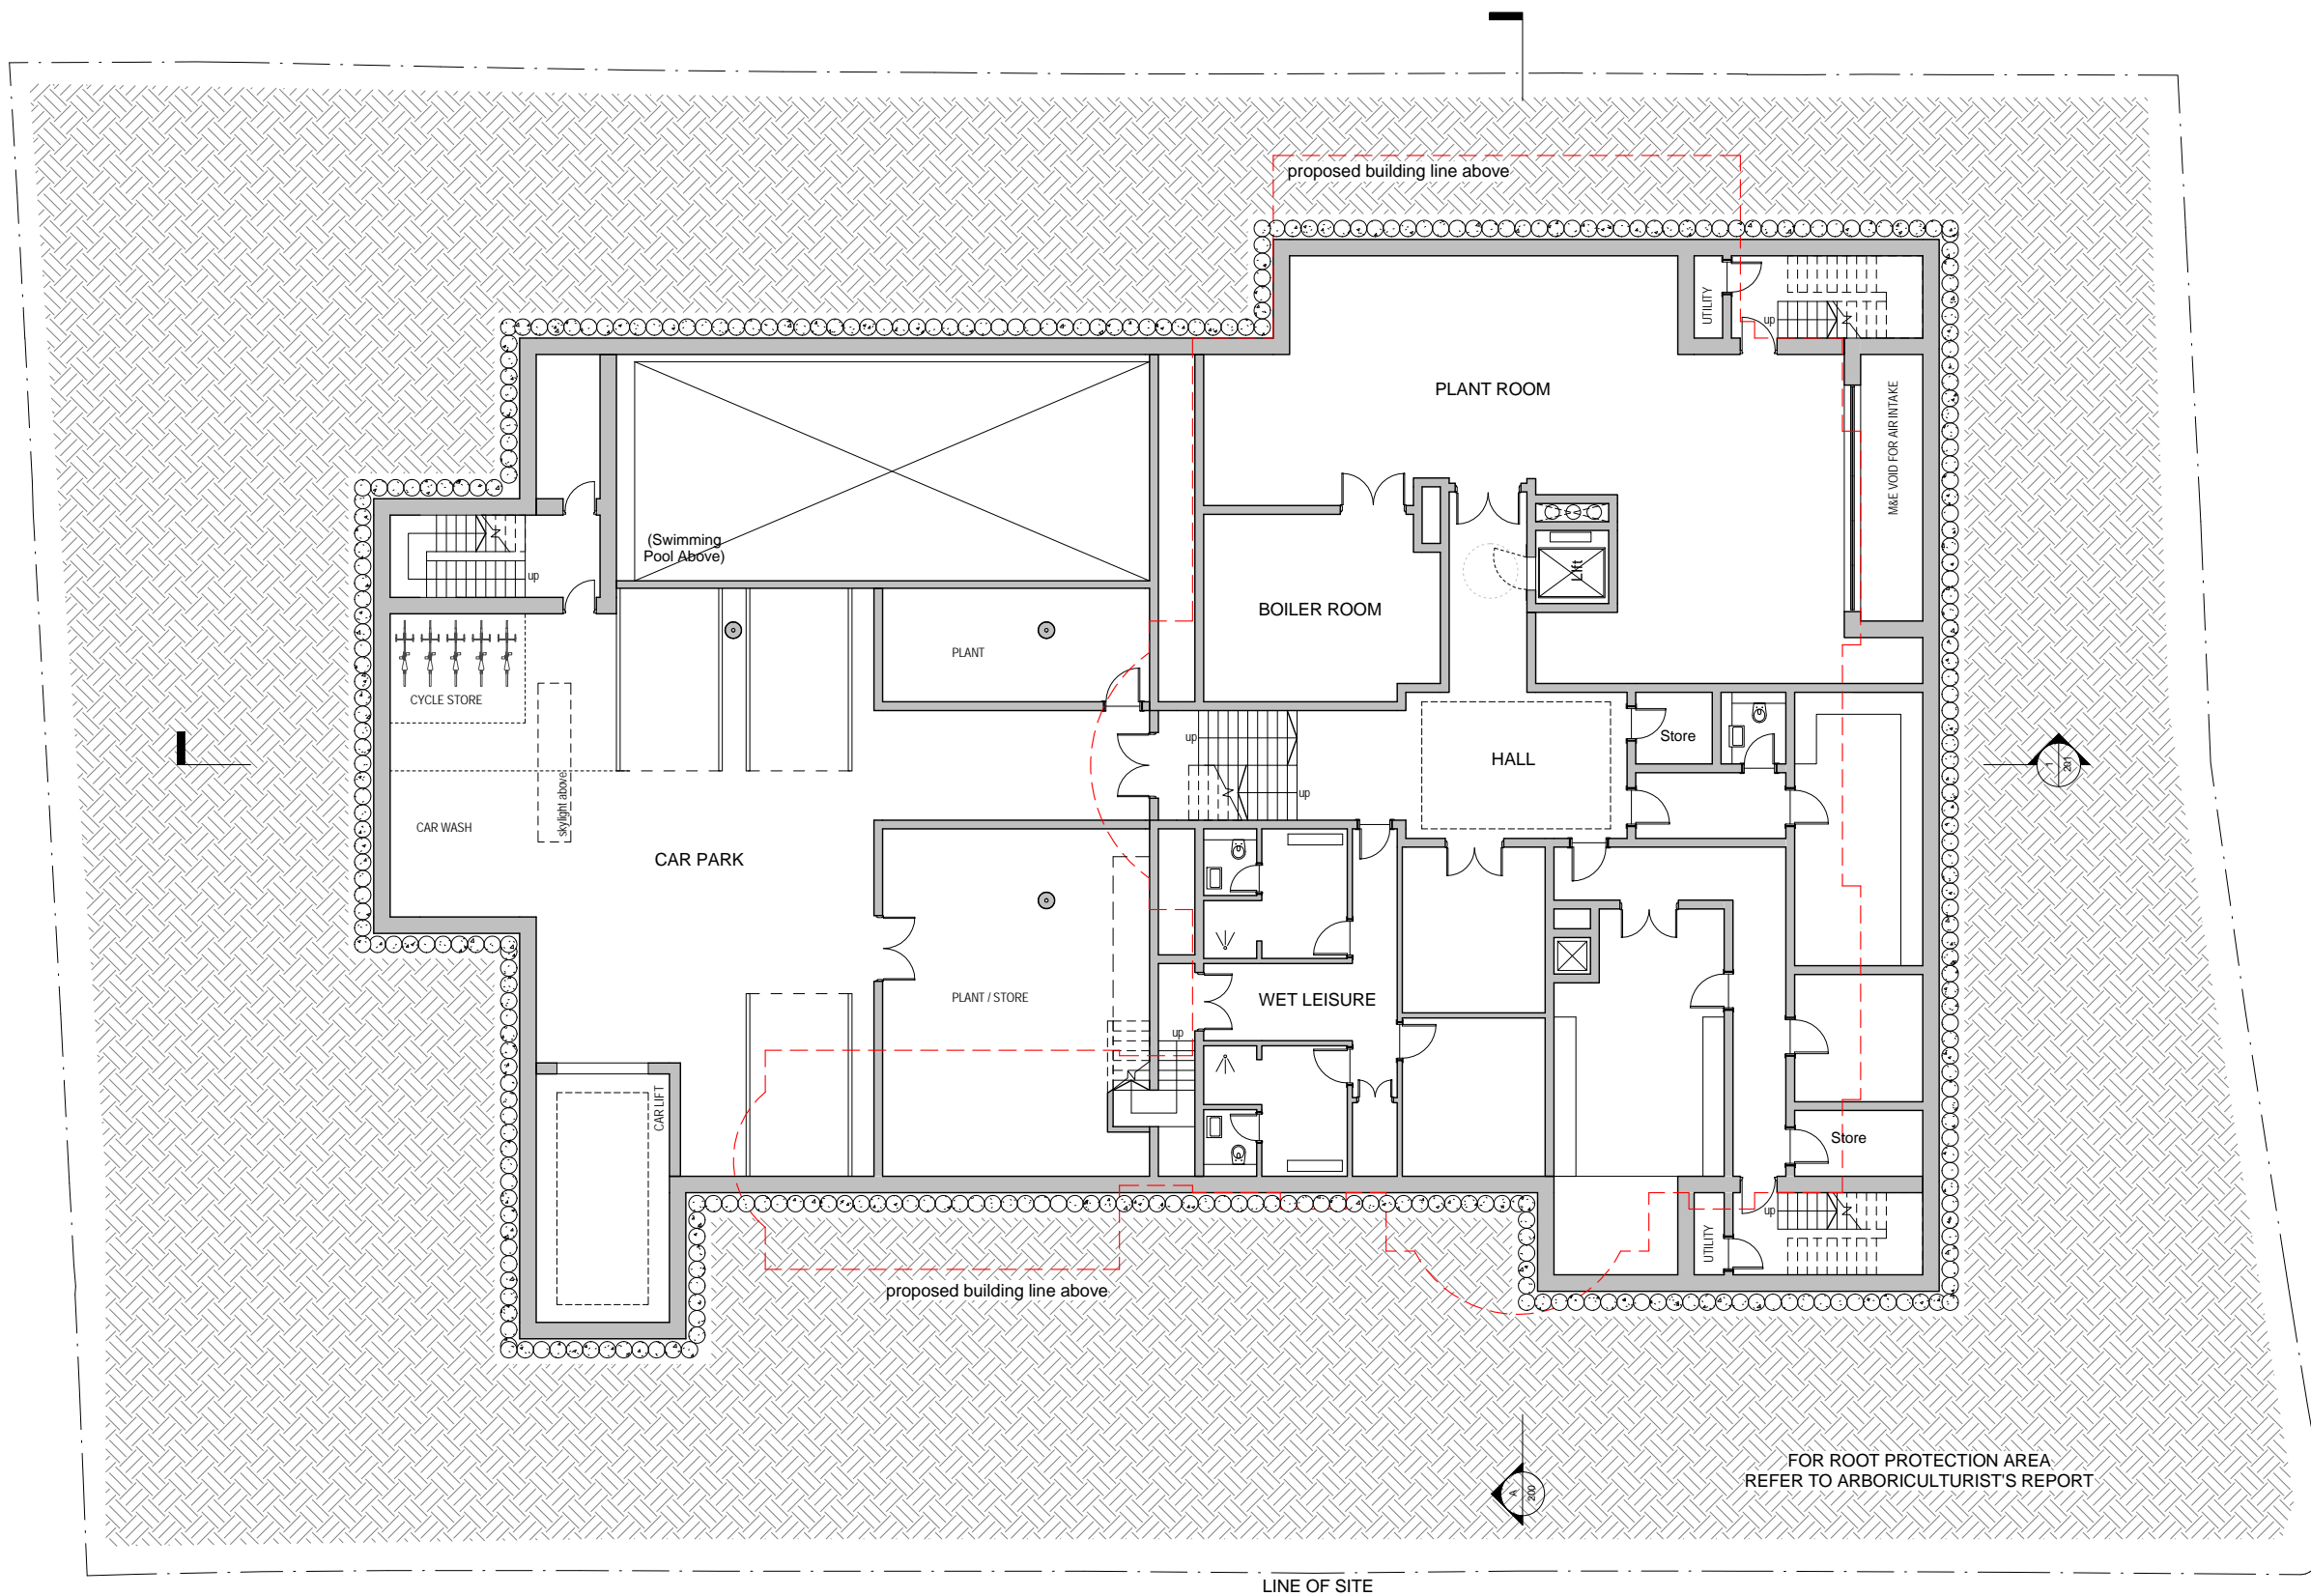 proposed building line above
UTILITY
up
PLANT ROOM
M&E VOID FOR AIR INTAKE
(Swimming
Pool Above)
up
Lift
BOILER ROOM
PLANT
CYCLE STORE
up
Store
HALL
up
1
201
skylight above
CAR WASH
CAR PARK
PLANT / STORE
WET LEISURE
up
CAR LIFT
Store
up
UTILITY
proposed building line above
FOR ROOT PROTECTION AREA
REFER TO ARBORICULTURIST'S REPORT
A
200
LINE OF SITE